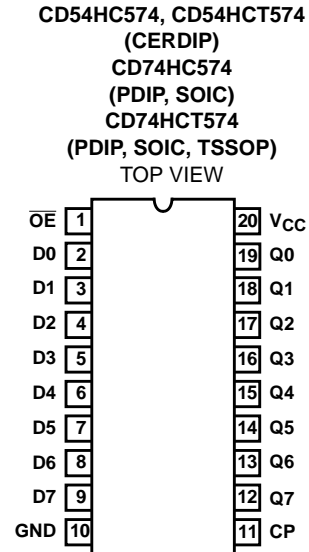 CD54HC574, CD54HCT574
(CERDIP)
CD74HC574
(PDIP, SOIC)
CD74HCT574
(PDIP, SOIC, TSSOP)
TOP VIEW
OE 1 20 VCC
D0 2 19 Q0
D1 3 18 Q1
D2 4 17 Q2
D3 5 16 Q3
D4 6 15 Q4
D5 7 14 Q5
D6 8 13 Q6
D7 9 12 Q7
GND 10 11 CP